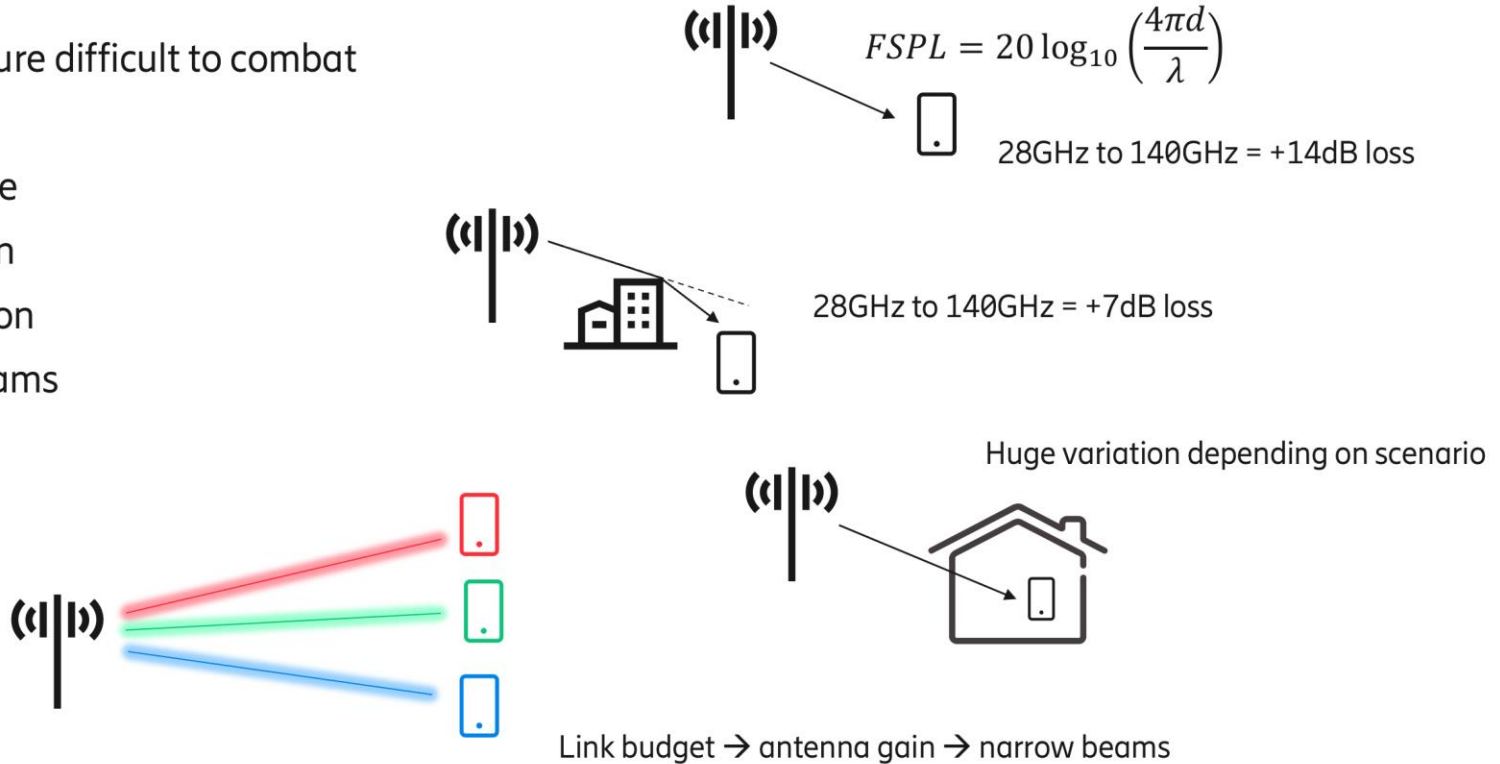 ure difficult to combat
e
n
on
ams
FSPL = 20 log₁₀ (4πd/λ)
28GHz to 140GHz = +14dB loss
28GHz to 140GHz = +7dB loss
Huge variation depending on scenario
Link budget → antenna gain → narrow beams